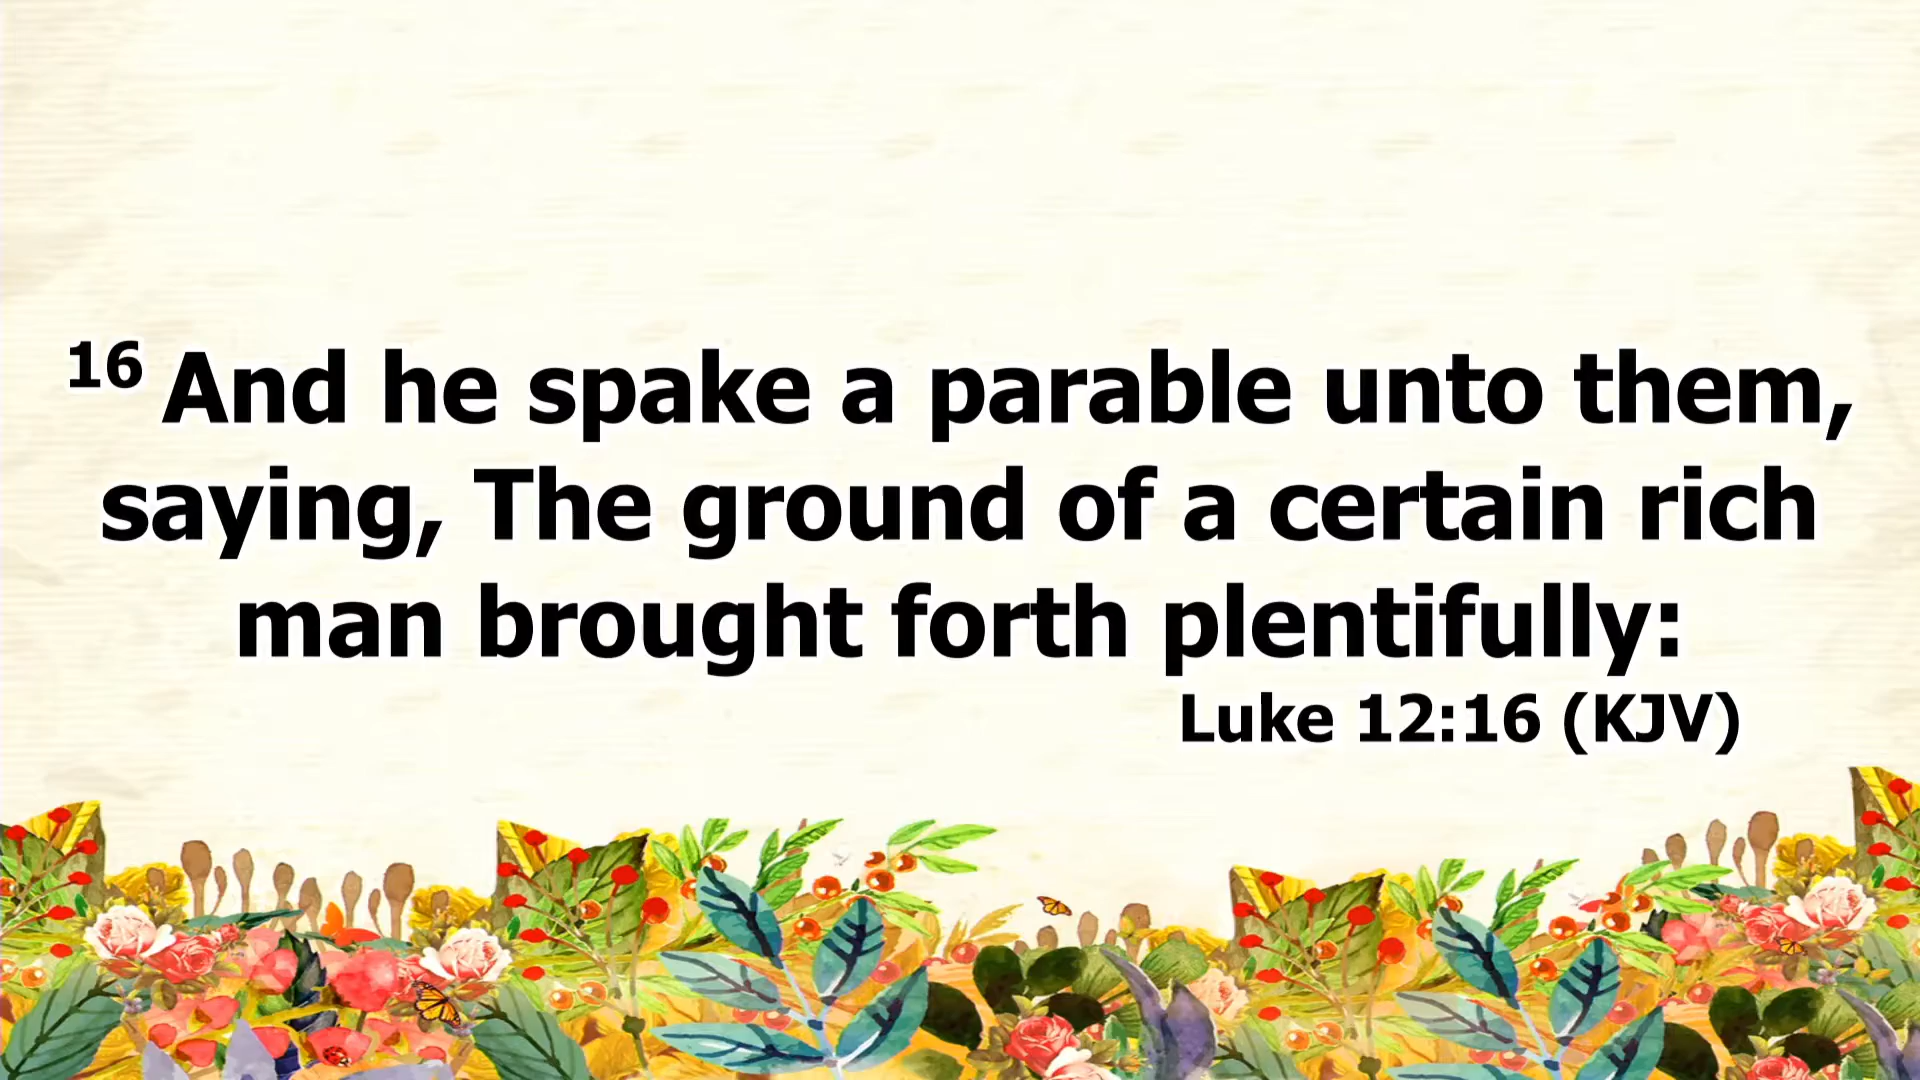 16 And he spake a parable unto them,
saying, The ground of a certain rich
man brought forth plentifully:
Luke 12:16 (KJV)